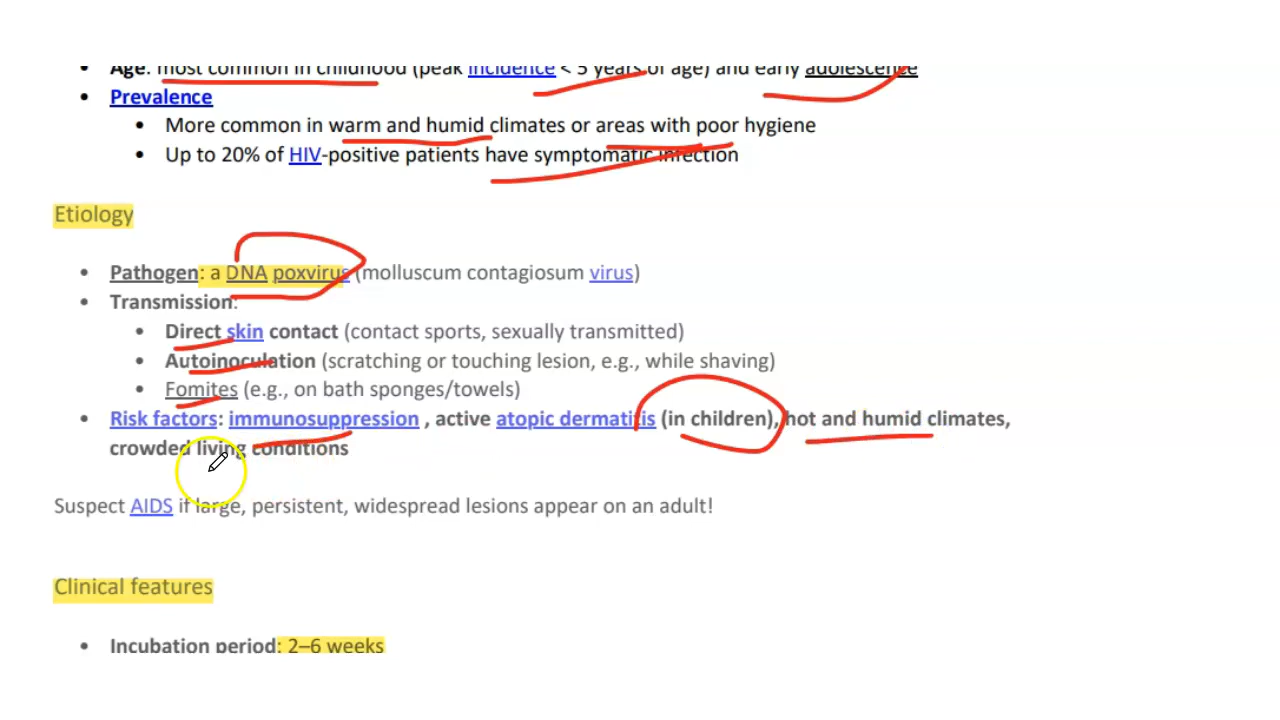 • Age: most common in childhood (peak incidence < 5 years of age) and early adolescence
• Prevalence
• More common in warm and humid climates or areas with poor hygiene
• Up to 20% of HIV-positive patients have symptomatic infection
Etiology
• Pathogen: a DNA poxvirus (molluscum contagiosum virus)
• Transmission:
• Direct skin contact (contact sports, sexually transmitted)
• Autoinoculation (scratching or touching lesion, e.g., while shaving)
• Fomites (e.g., on bath sponges/towels)
• Risk factors: immunosuppression , active atopic dermatitis (in children), hot and humid climates,
crowded living conditions
Suspect AIDS if large, persistent, widespread lesions appear on an adult!
Clinical features
• Incubation period: 2–6 weeks